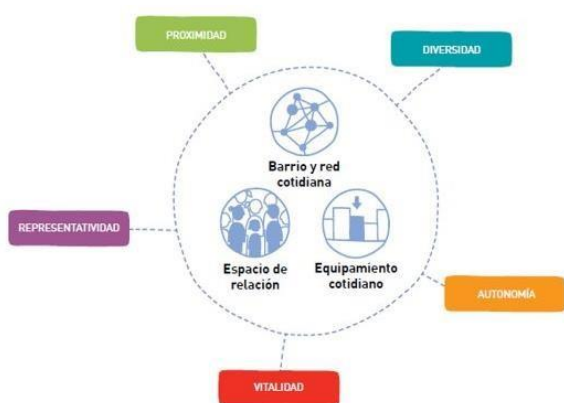 PROXIMIDAD
DIVERSIDAD
Barrio y red
cotidiana
REPRESENTATIVIDAD
Espacio de
relación
Equipamiento
cotidiano
AUTONOMÍA
VITALIDAD